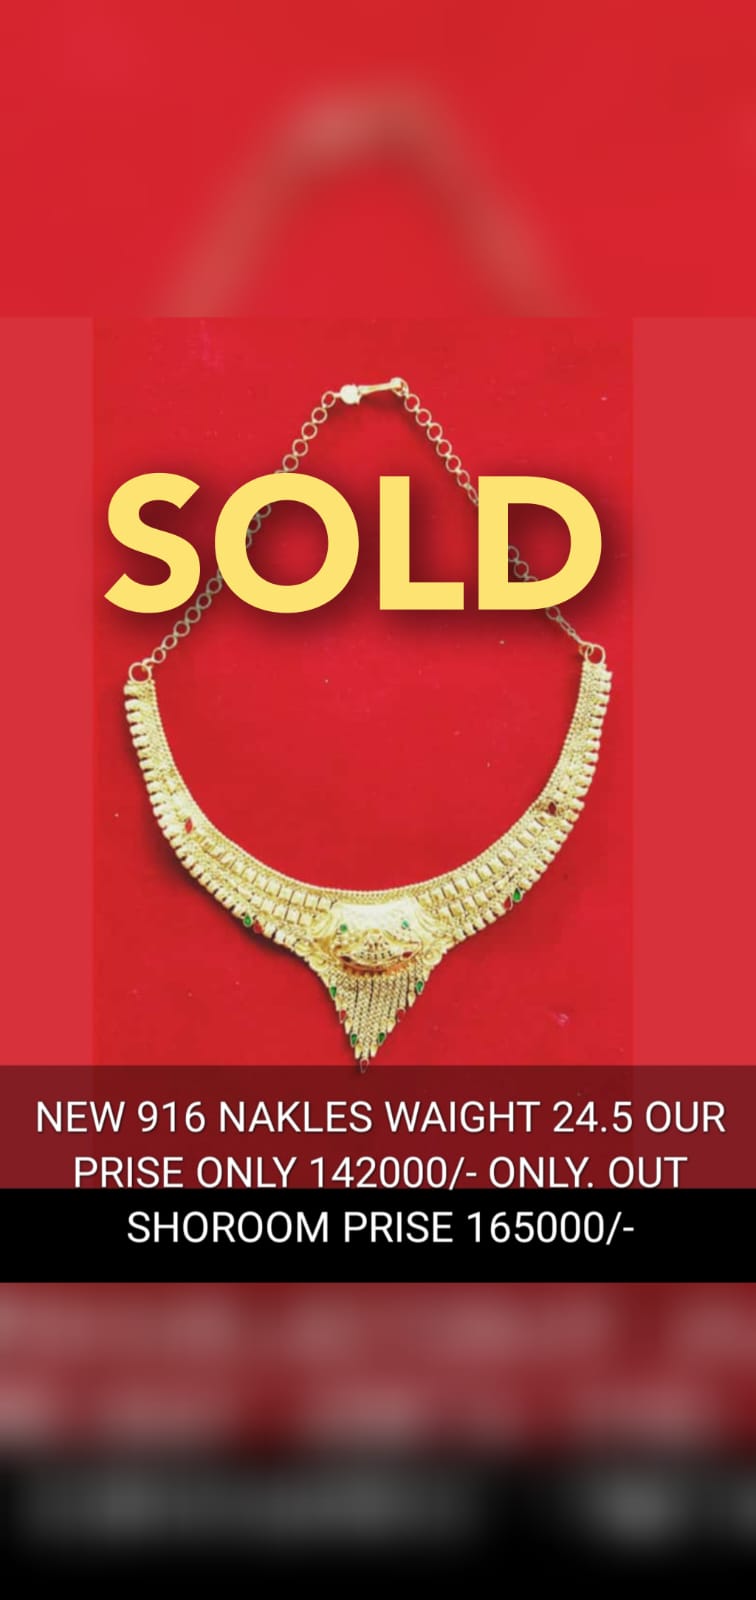 SOLD
NEW 916 NAKLES WAIGHT 24.5 OUR
PRISE ONLY 142000/- ONLY. OUT
SHOROOM PRISE 165000/-